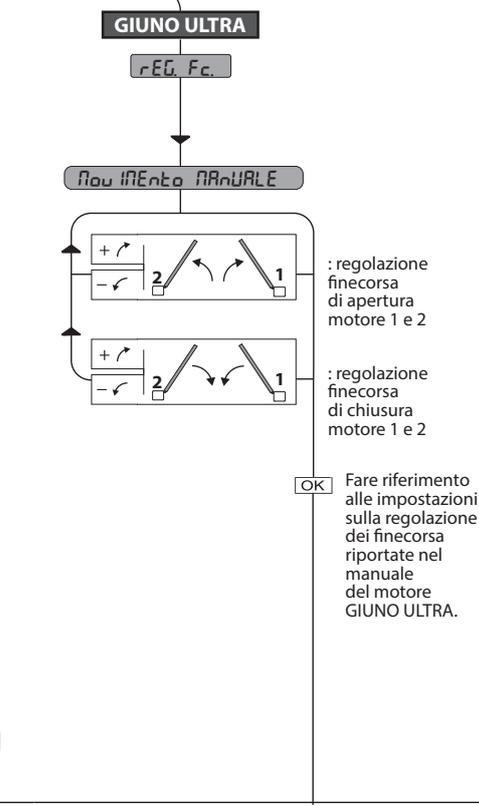 GIUNO ULTRA
rEG. Fc.
MovIMEnto MAnUALE
+
2
1
: regolazione
finecorsa
di apertura
motore 1 e 2
−
+
2
1
: regolazione
finecorsa
di chiusura
motore 1 e 2
−
OK
Fare riferimento
alle impostazioni
sulla regolazione
dei finecorsa
riportate nel
manuale
del motore
GIUNO ULTRA.